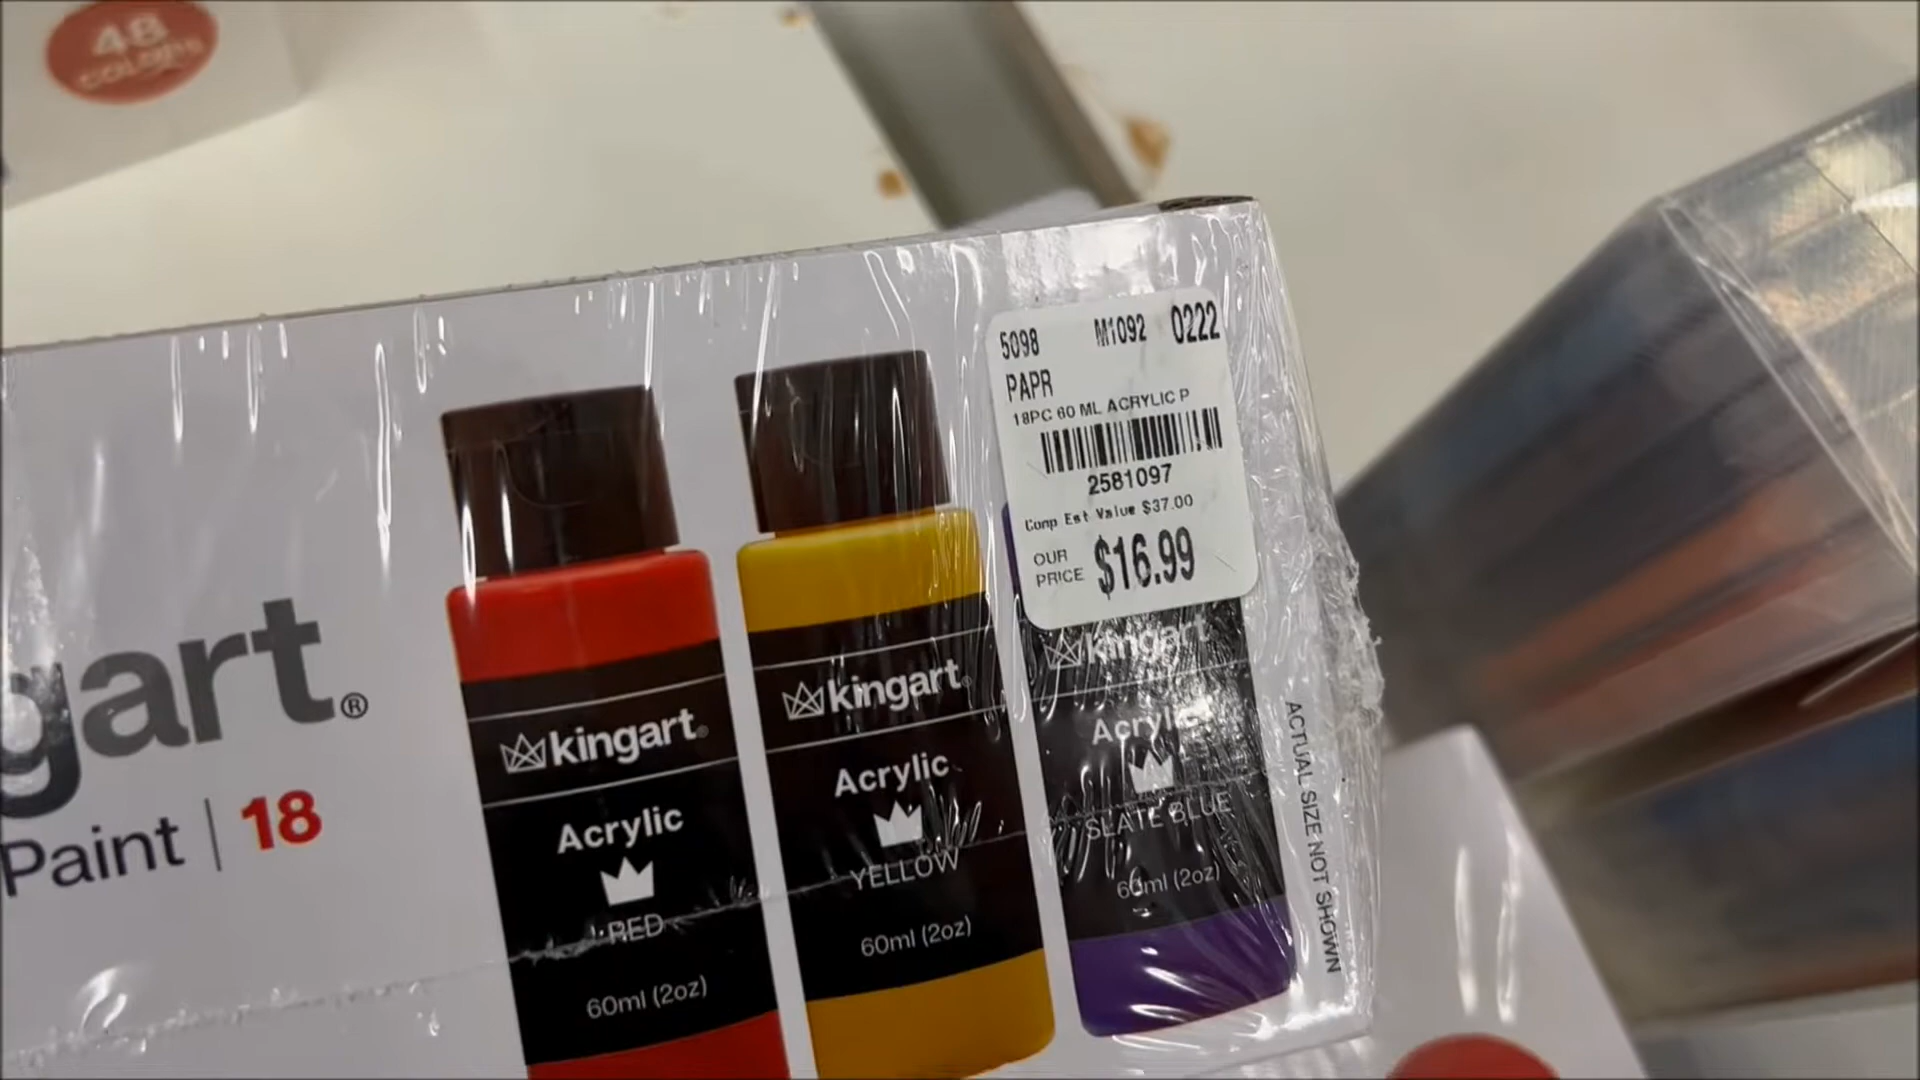 48
COLORS
5098 M1092 0222
PAPR
18PC 60 ML ACRYLIC P
2581097
Comp Est Value $37.00
OUR PRICE $16.99
gart®
Paint | 18
kingart®
Acrylic
RED
60ml (2oz)
kingart®
Acrylic
YELLOW
60ml (2oz)
kingart
Acrylic
SLATE BLUE
60ml (2oz)
ACTUAL SIZE NOT SHOWN